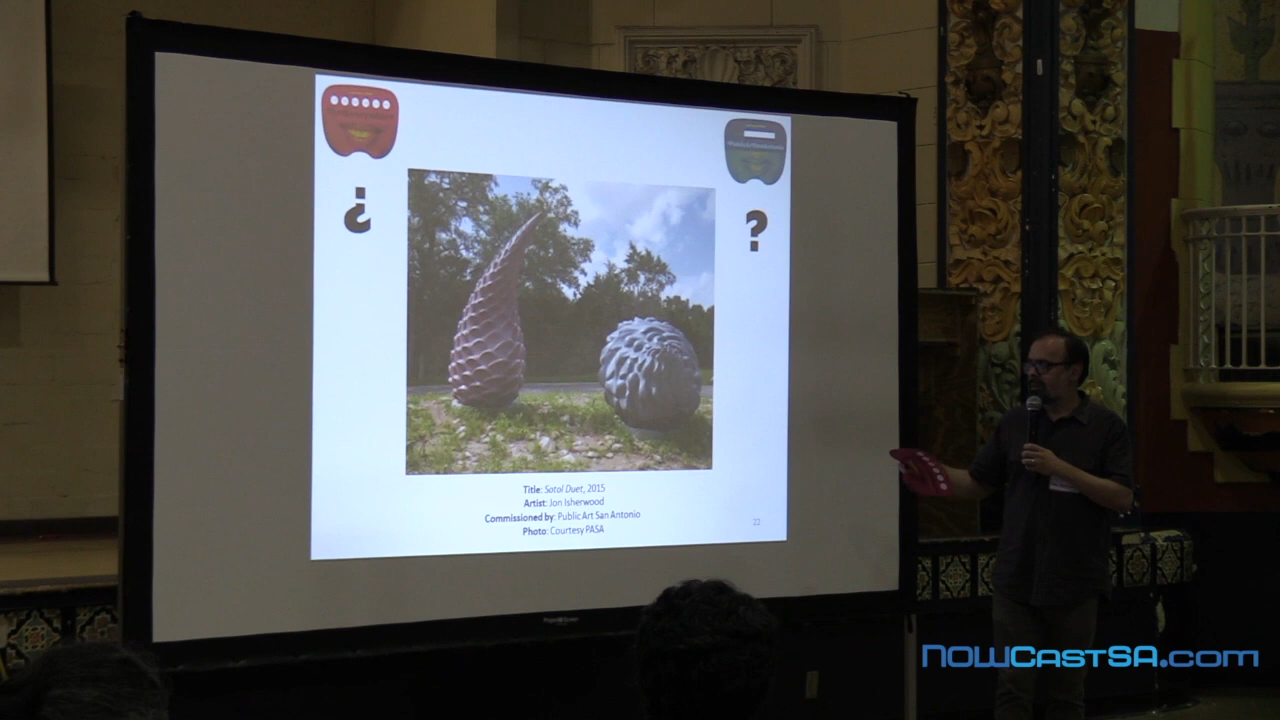 ¿
?
Title: Sotol Duet, 2015
Artist: Jon Isherwood
Commissioned by: Public Art San Antonio
Photo: Courtesy PASA
22
NOWCASTSA.com